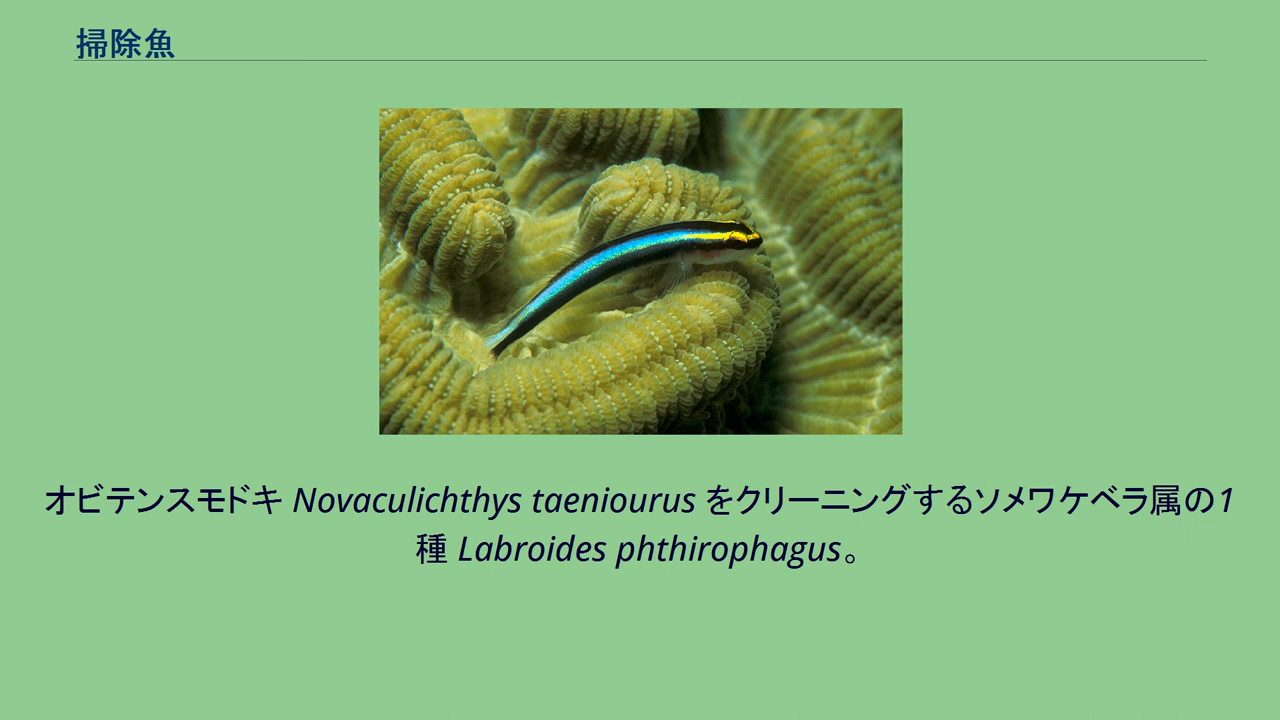 掃除魚
オビテンスモドキ Novaculichthys taeniourus をクリーニングするソメワケベラ属の1
種 Labroides phthirophagus。